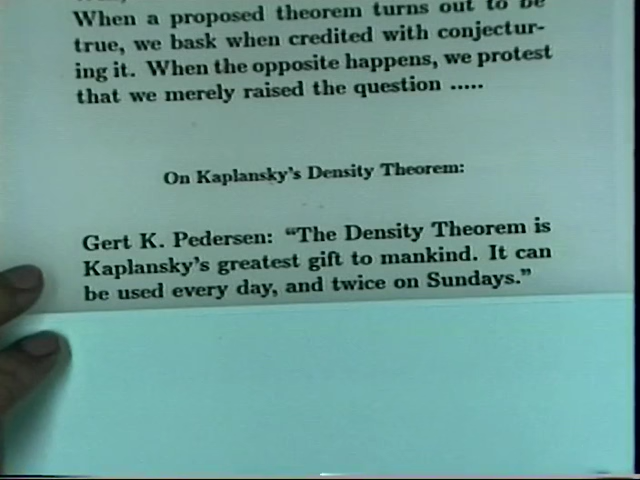 When a proposed theorem turns out to be
true, we bask when credited with conjectur-
ing it. When the opposite happens, we protest
that we merely raised the question .....
On Kaplansky's Density Theorem:
Gert K. Pedersen: “The Density Theorem is
Kaplansky's greatest gift to mankind. It can
be used every day, and twice on Sundays.”